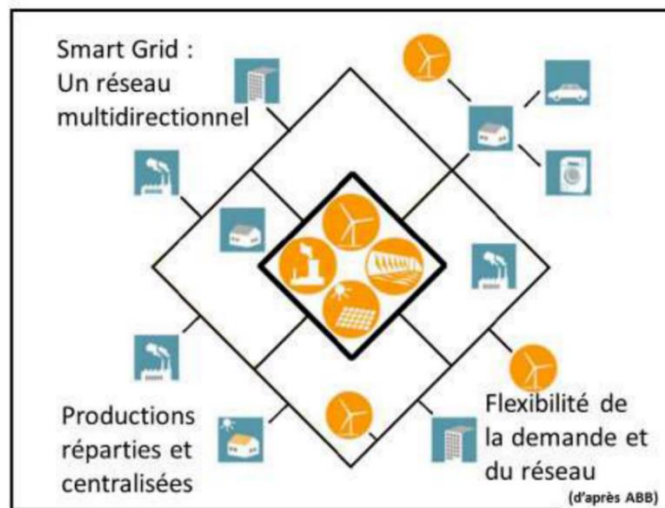 Smart Grid :
Un réseau
multidirectionnel
Productions
réparties et
centralisées
Flexibilité de
la demande et
du réseau
(d'après ABB)